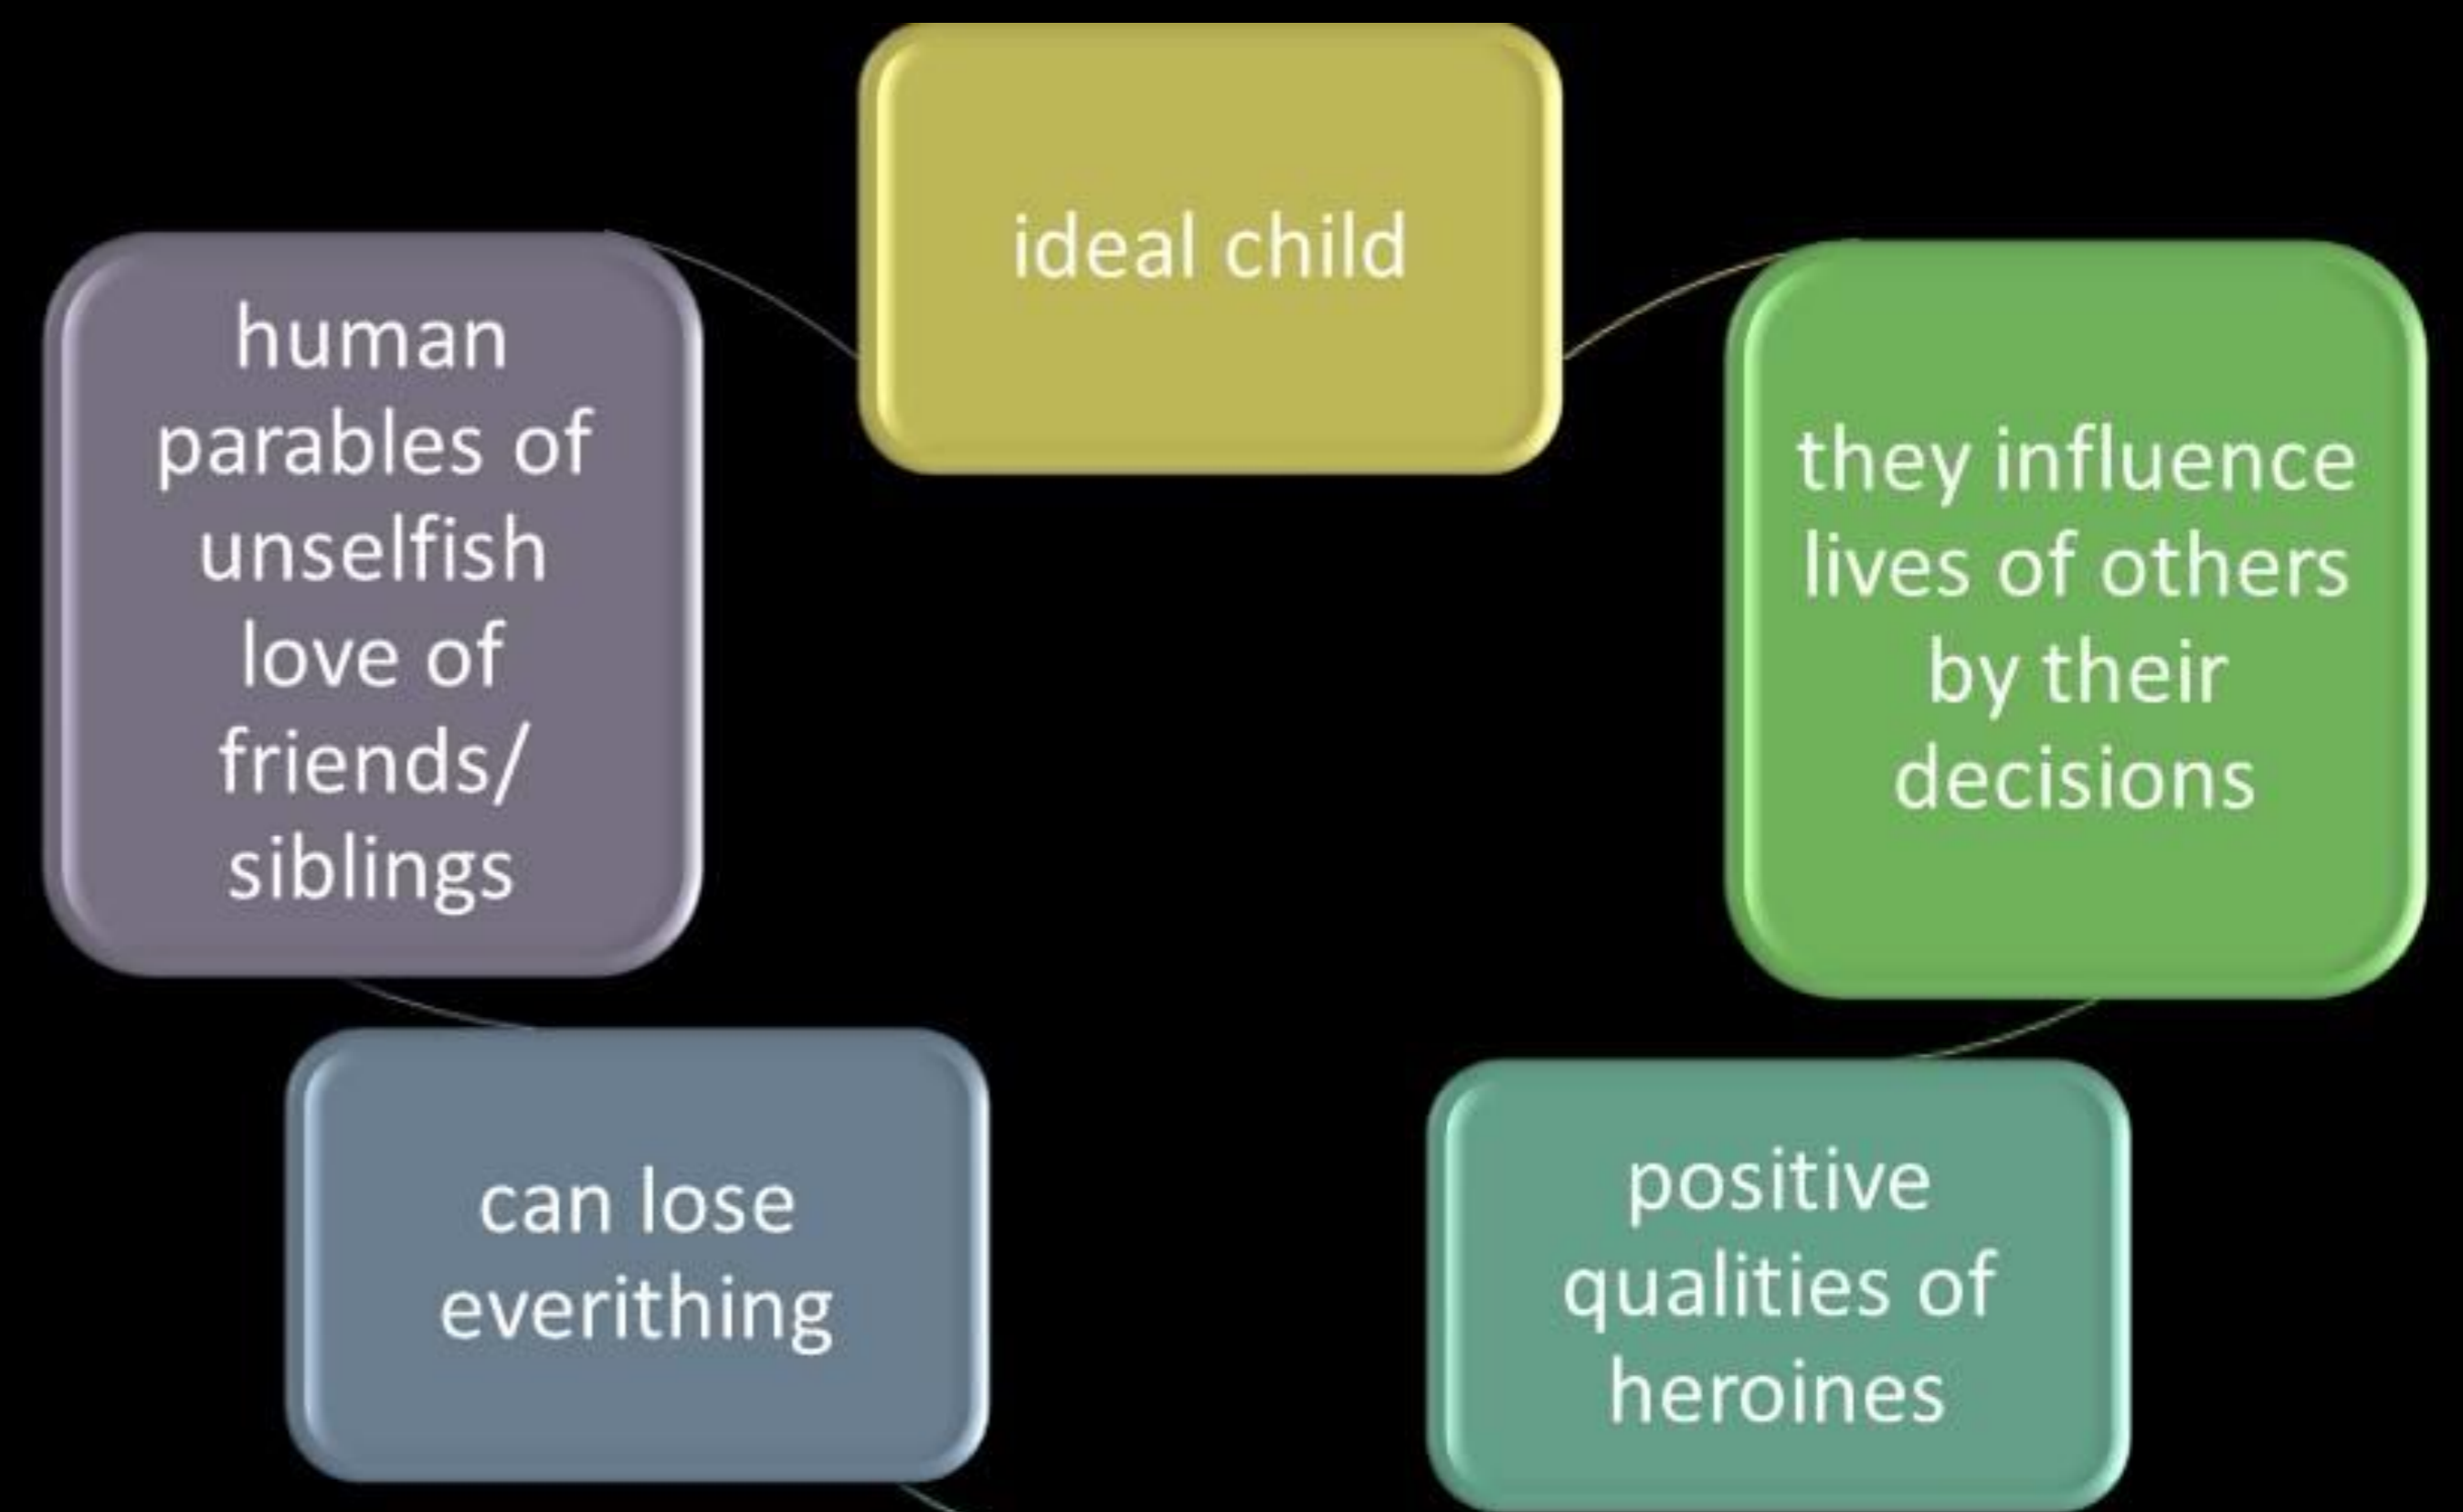 ideal child
they influence
lives of others
by their
decisions
positive
qualities of
heroines
can lose
everithing
human
parables of
unselfish
love of
friends/
siblings